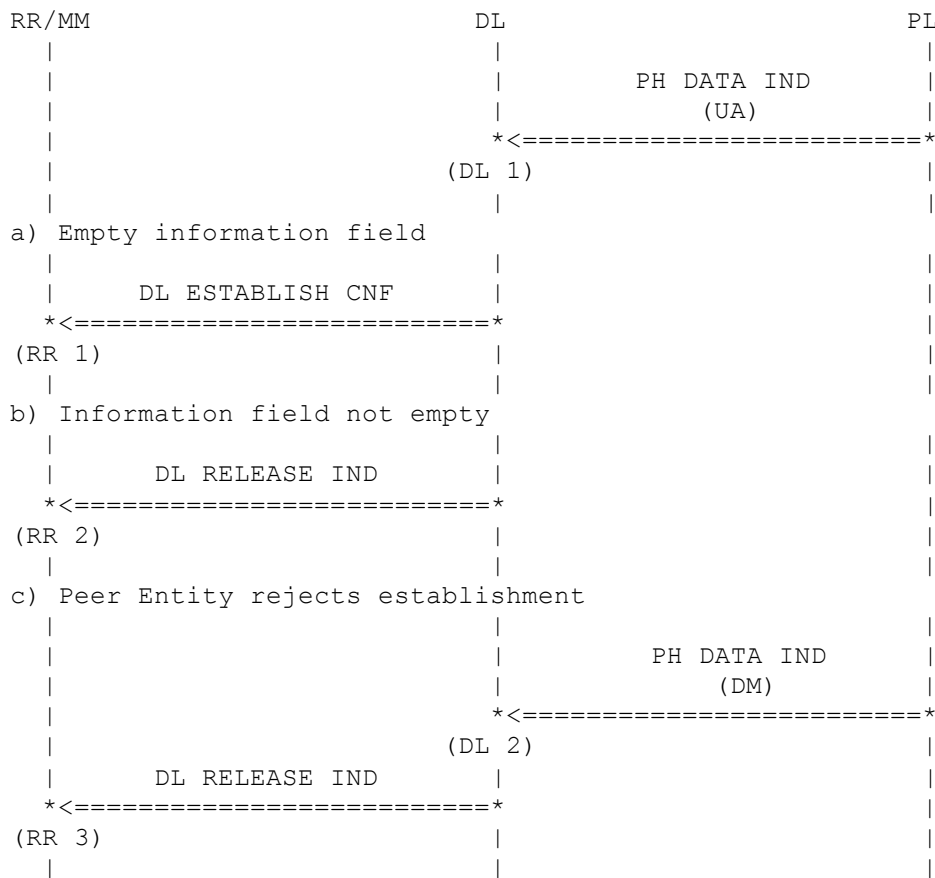 RR/MM DL PL
| | |
| | PH DATA IND |
| | (UA) |
| *<=========================*
| (DL 1) |
| | |
a) Empty information field
| | |
| DL ESTABLISH CNF | |
*<==========================* |
(RR 1) | |
| | |
b) Information field not empty
| | |
| DL RELEASE IND | |
*<==========================* |
(RR 2) | |
| | |
c) Peer Entity rejects establishment
| | |
| | PH DATA IND |
| | (DM) |
| *<=========================*
| (DL 2) |
| DL RELEASE IND | |
*<==========================* |
(RR 3) | |
| | |